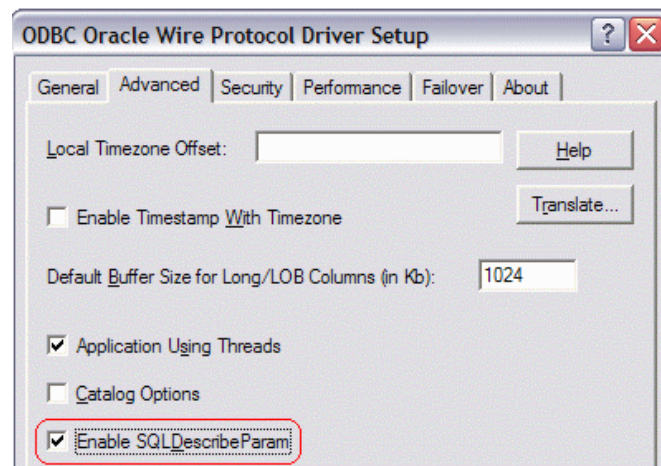 ODBC Oracle Wire Protocol Driver Setup
General Advanced Security Performance Failover About
Local Timezone Offset: Help
Enable Timestamp With Timezone Translate...
Default Buffer Size for Long/LOB Columns (in Kb): 1024
Application Using Threads
Catalog Options
Enable SQLDescribeParam